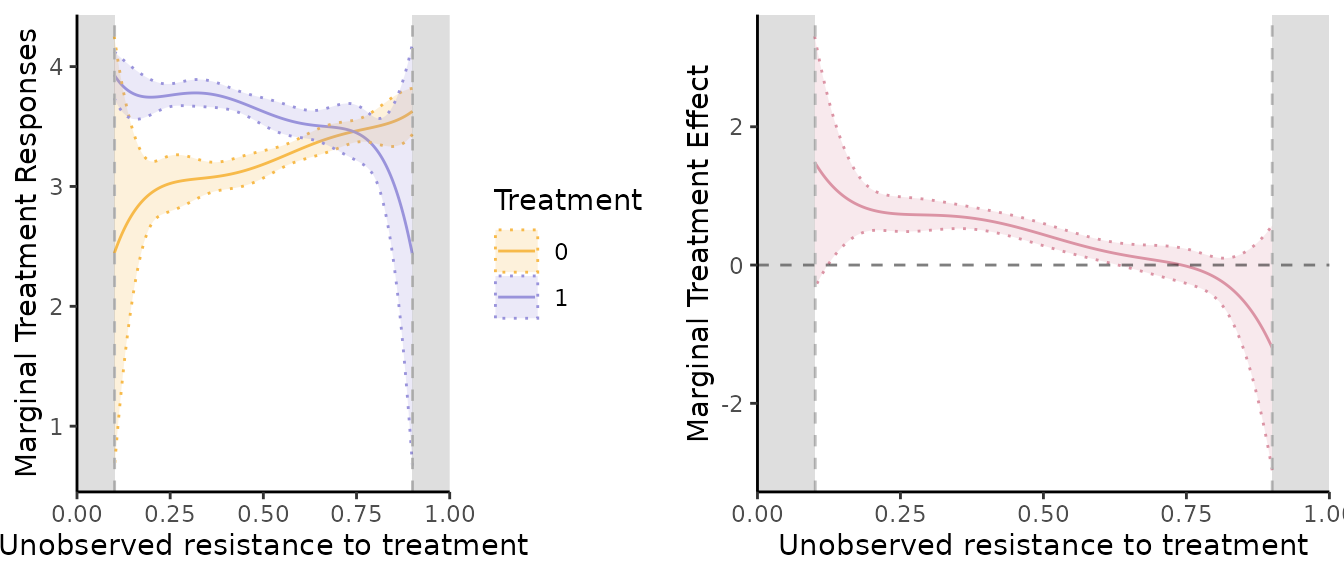 Marginal Treatment Responses
4
3
2
1
0.00 0.25 0.50 0.75 1.00
Unobserved resistance to treatment
Treatment
0
1
Marginal Treatment Effect
2
0
-2
0.00 0.25 0.50 0.75 1.00
Unobserved resistance to treatment